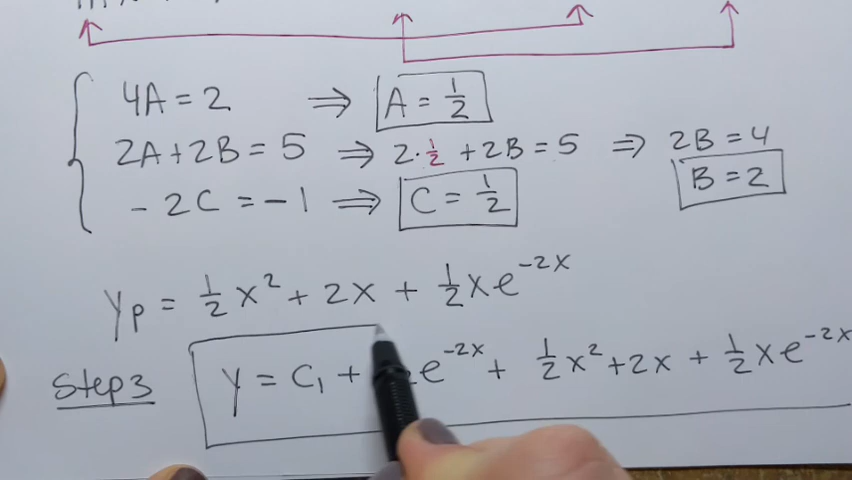 4A = 2 ⇒ A = 1/2
2A + 2B = 5 ⇒ 2·1/2 + 2B = 5 ⇒ 2B = 4
B = 2
-2C = -1 ⇒ C = 1/2
yp = 1/2 x² + 2x + 1/2 x e^(-2x)
Step 3 y = C₁ + e^(-2x) + 1/2 x² + 2x + 1/2 x e^(-2x)